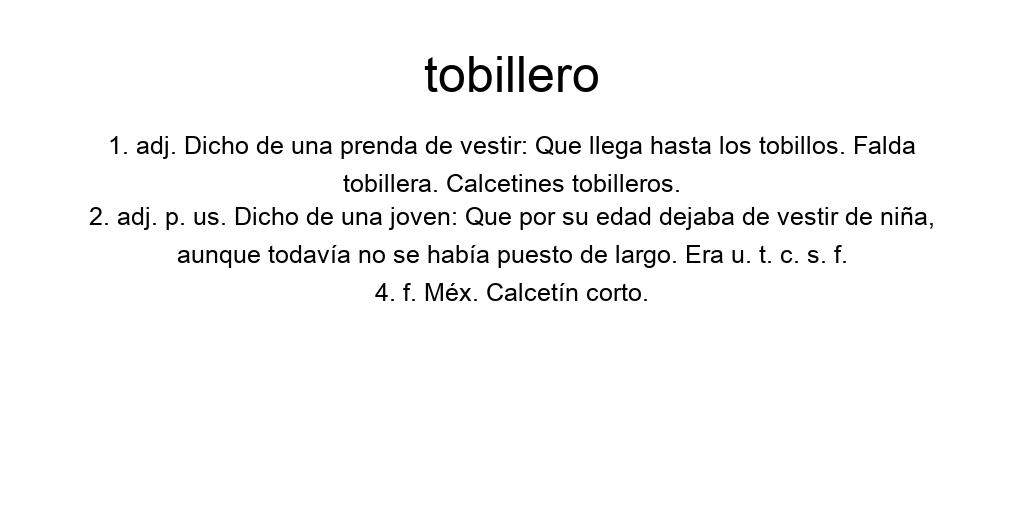 tobillero
1. adj. Dicho de una prenda de vestir: Que llega hasta los tobillos. Falda
tobillera. Calcetines tobilleros.
2. adj. p. us. Dicho de una joven: Que por su edad dejaba de vestir de niña,
aunque todavía no se había puesto de largo. Era u. t. c. s. f.
4. f. Méx. Calcetín corto.